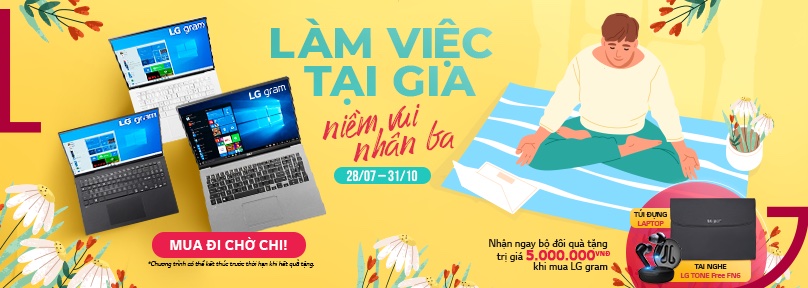 LG gram
LG gram
LG gram
LÀM VIỆC
TẠI GIA
niềm vui
nhân ba
28/07 – 31/10
MUA ĐI CHỜ CHI!
*Chương trình có thể kết thúc trước thời hạn khi hết quà tặng.
Nhận ngay bộ đôi quà tặng
trị giá 5.000.000VNĐ
khi mua LG gram
TÚI ĐỰNG
LAPTOP
TAI NGHE
LG TONE Free FN6